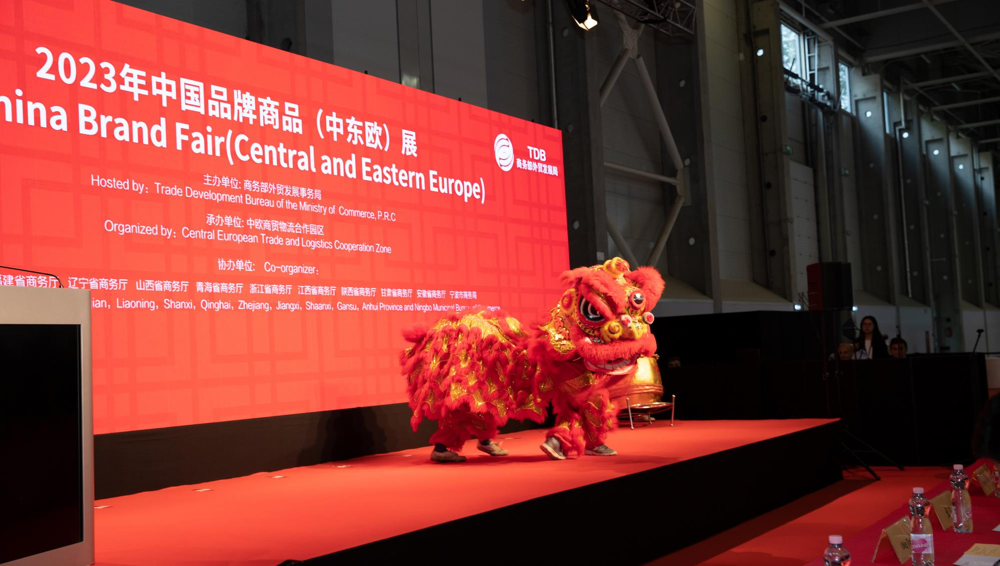 2023年中国品牌商品（中东欧）展
hina Brand Fair(Central and Eastern Europe)
TDB
商务部外贸发展局
主办单位: 商务部外贸发展事务局
Hosted by: Trade Development Bureau of the Ministry of Commerce, P.R.C
承办单位: 中欧商贸物流合作园区
Organized by: Central European Trade and Logistics Cooperation Zone
协办单位: Co-organizer:
建省商务厅 辽宁省商务厅 山西省商务厅 青海省商务厅 浙江省商务厅 江西省商务厅 陕西省商务厅 甘肃省商务厅 安徽省商务厅 宁波市商务局
ian, Liaoning, Shanxi, Qinghai, Zhejiang, Jiangxi, Shaanxi, Gansu, Anhui Province and Ningbo Municipal Bureau of Commerce